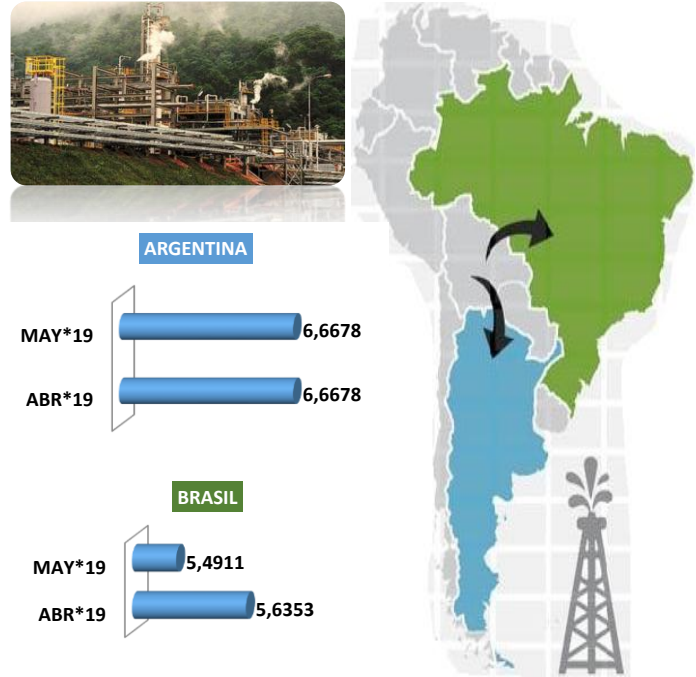 ARGENTINA
MAY*19 6,6678
ABR*19 6,6678
BRASIL
MAY*19 5,4911
ABR*19 5,6353